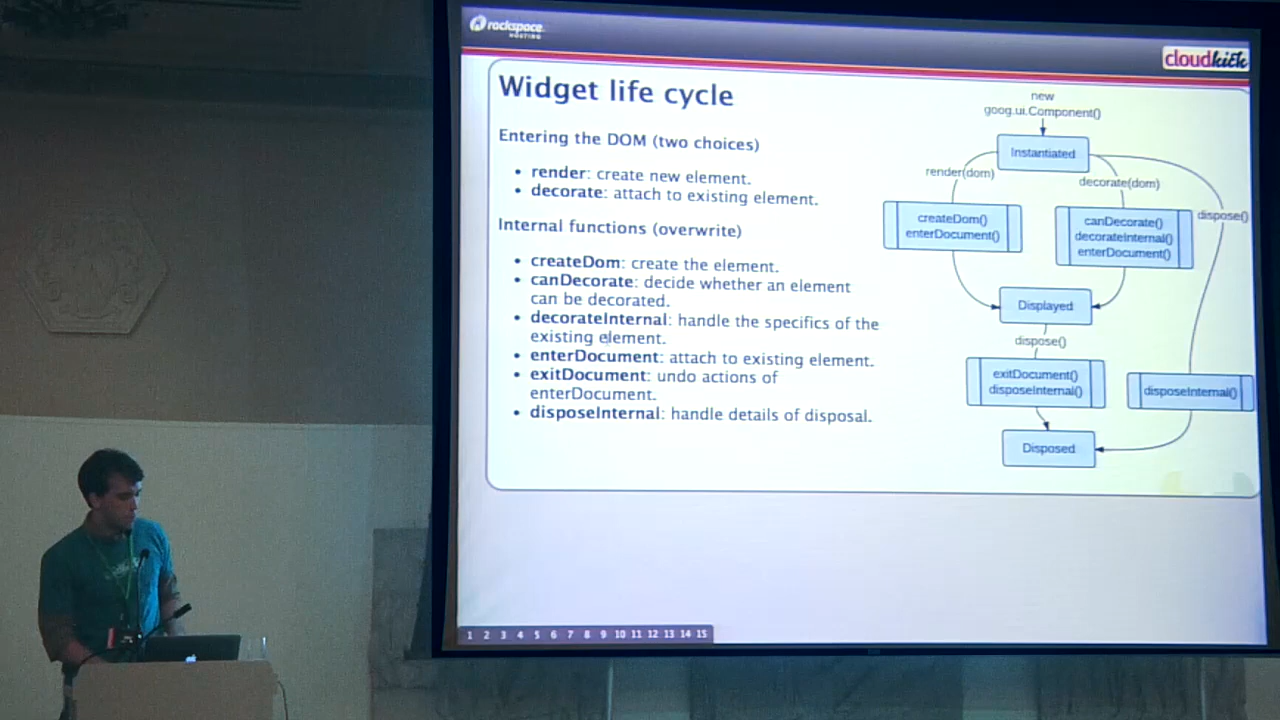 rackspace
HOSTING
cloudkick
Widget life cycle
Entering the DOM (two choices)
• render: create new element.
• decorate: attach to existing element.
Internal functions (overwrite)
• createDom: create the element.
• canDecorate: decide whether an element
can be decorated.
• decorateInternal: handle the specifics of the
existing element.
• enterDocument: attach to existing element.
• exitDocument: undo actions of
enterDocument.
• disposeInternal: handle details of disposal.
new
goog.ui.Component()
Instantiated
render(dom)
decorate(dom)
dispose()
createDom()
enterDocument()
canDecorate()
decorateInternal()
enterDocument()
Displayed
dispose()
exitDocument()
disposeInternal()
disposeInternal()
Disposed
1 2 3 4 5 6 7 8 9 10 11 12 13 14 15